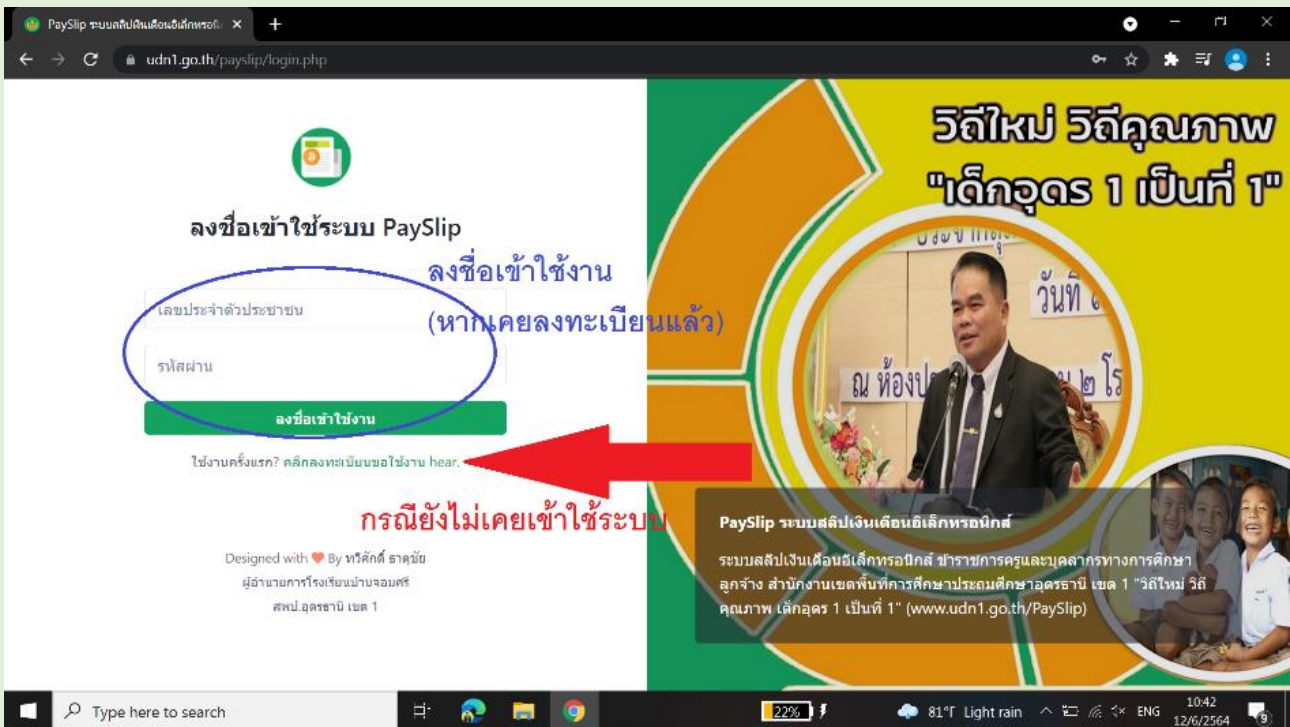 PaySlip ระบบสลิปเงินเดือนอิเล็กทรอนิ
udn1.go.th/payslip/login.php
ลงชื่อเข้าใช้ระบบ PaySlip
ลงชื่อเข้าใช้งาน
(หากเคยลงทะเบียนแล้ว)
เลขประจำตัวประชาชน
รหัสผ่าน
ลงชื่อเข้าใช้งาน
ใช้งานครั้งแรก? คลิกลงทะเบียนขอใช้งาน hear.
กรณียังไม่เคยเข้าใช้ระบบ
Designed with ❤ By ทวีศักดิ์ ธาตุชัย
ผู้อำนวยการโรงเรียนบ้านจอมศรี
สพป.อุดรธานี เขต 1
วิถีใหม่ วิถีคุณภาพ
"เด็กอุดร 1 เป็นที่ 1"
วันที่
ณ ห้อง
๒ โร
PaySlip ระบบสลิปเงินเดือนอิเล็กทรอนิกส์
ระบบสลิปเงินเดือนอิเล็กทรอนิกส์ ข้าราชการครูและบุคลากรทางการศึกษา
ลูกจ้าง สำนักงานเขตพื้นที่การศึกษาประถมศึกษาอุดรธานี เขต 1 "วิถีใหม่ วิถี
คุณภาพ เด็กอุดร 1 เป็นที่ 1" (www.udn1.go.th/PaySlip)
Type here to search
22%
81°F Light rain
ENG
10:42
12/6/2564
9